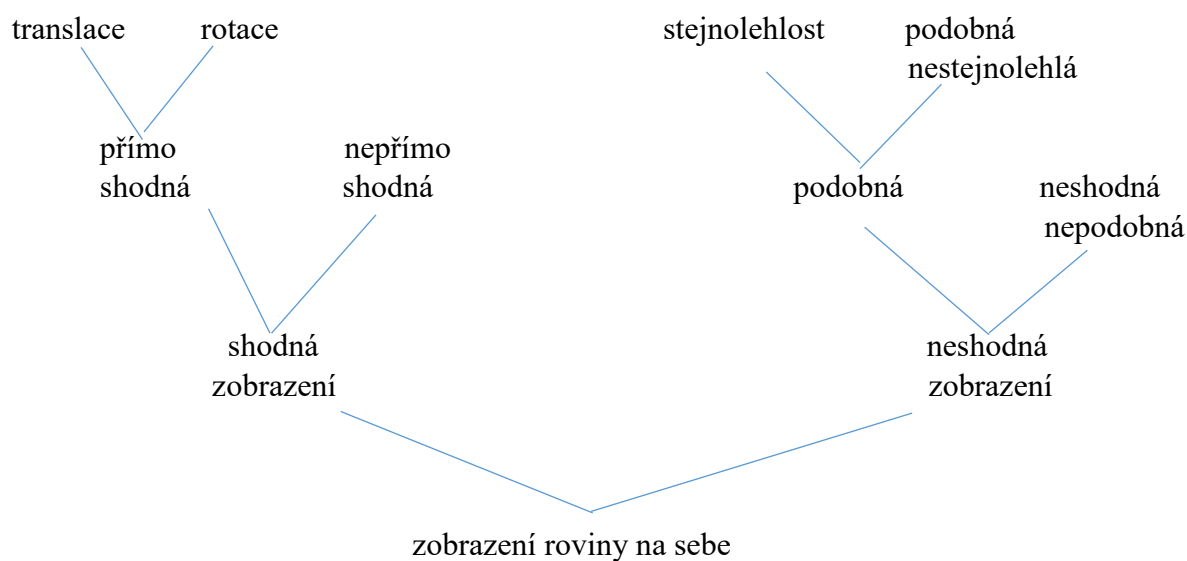 translace
rotace
stejnolehlost
podobná
nestejnolehlá
přímo
shodná
nepřímo
shodná
podobná
neshodná
nepodobná
shodná
zobrazení
neshodná
zobrazení
zobrazení roviny na sebe